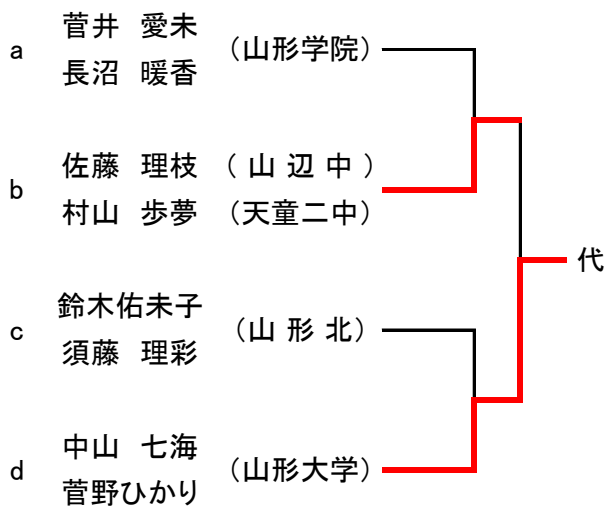 a 菅井 愛未 (山形学院)
長沼 暖香
b 佐藤 理枝 (山辺中)
村山 歩夢 (天童二中)
代
c 鈴木佑未子 (山形北)
須藤 理彩
d 中山 七海 (山形大学)
菅野ひかり